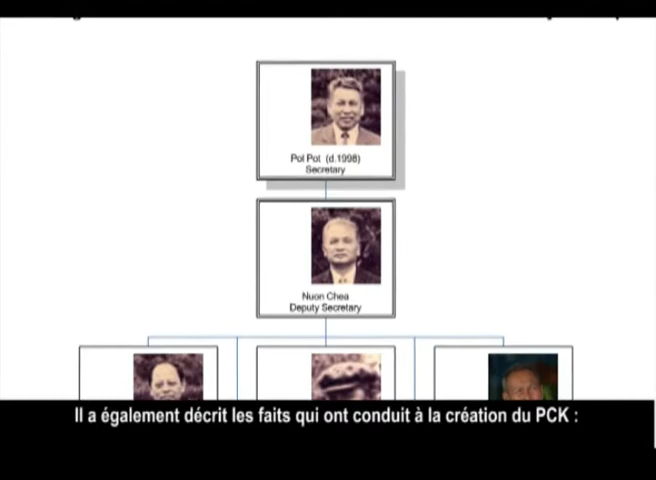 Pol Pot (d.1998)
Secretary
Nuon Chea
Deputy Secretary
Il a également décrit les faits qui ont conduit à la création du PCK :